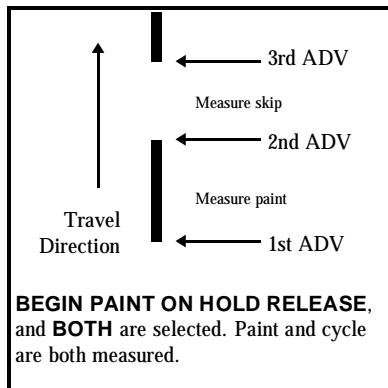 3rd ADV
Measure skip
2nd ADV
Measure paint
Travel
Direction
1st ADV
BEGIN PAINT ON HOLD RELEASE,
and BOTH are selected. Paint and cycle
are both measured.